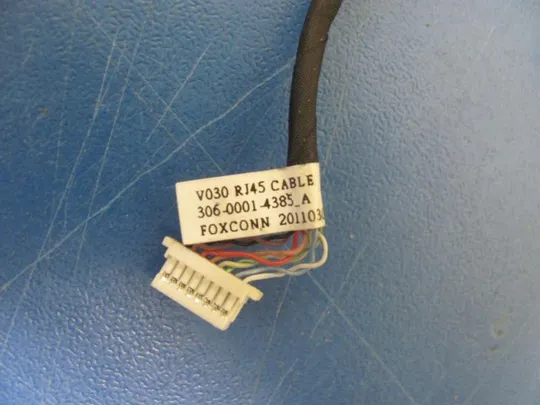 V030 RJ45 CABLE
306-0001-4385_A
FOXCONN 201103